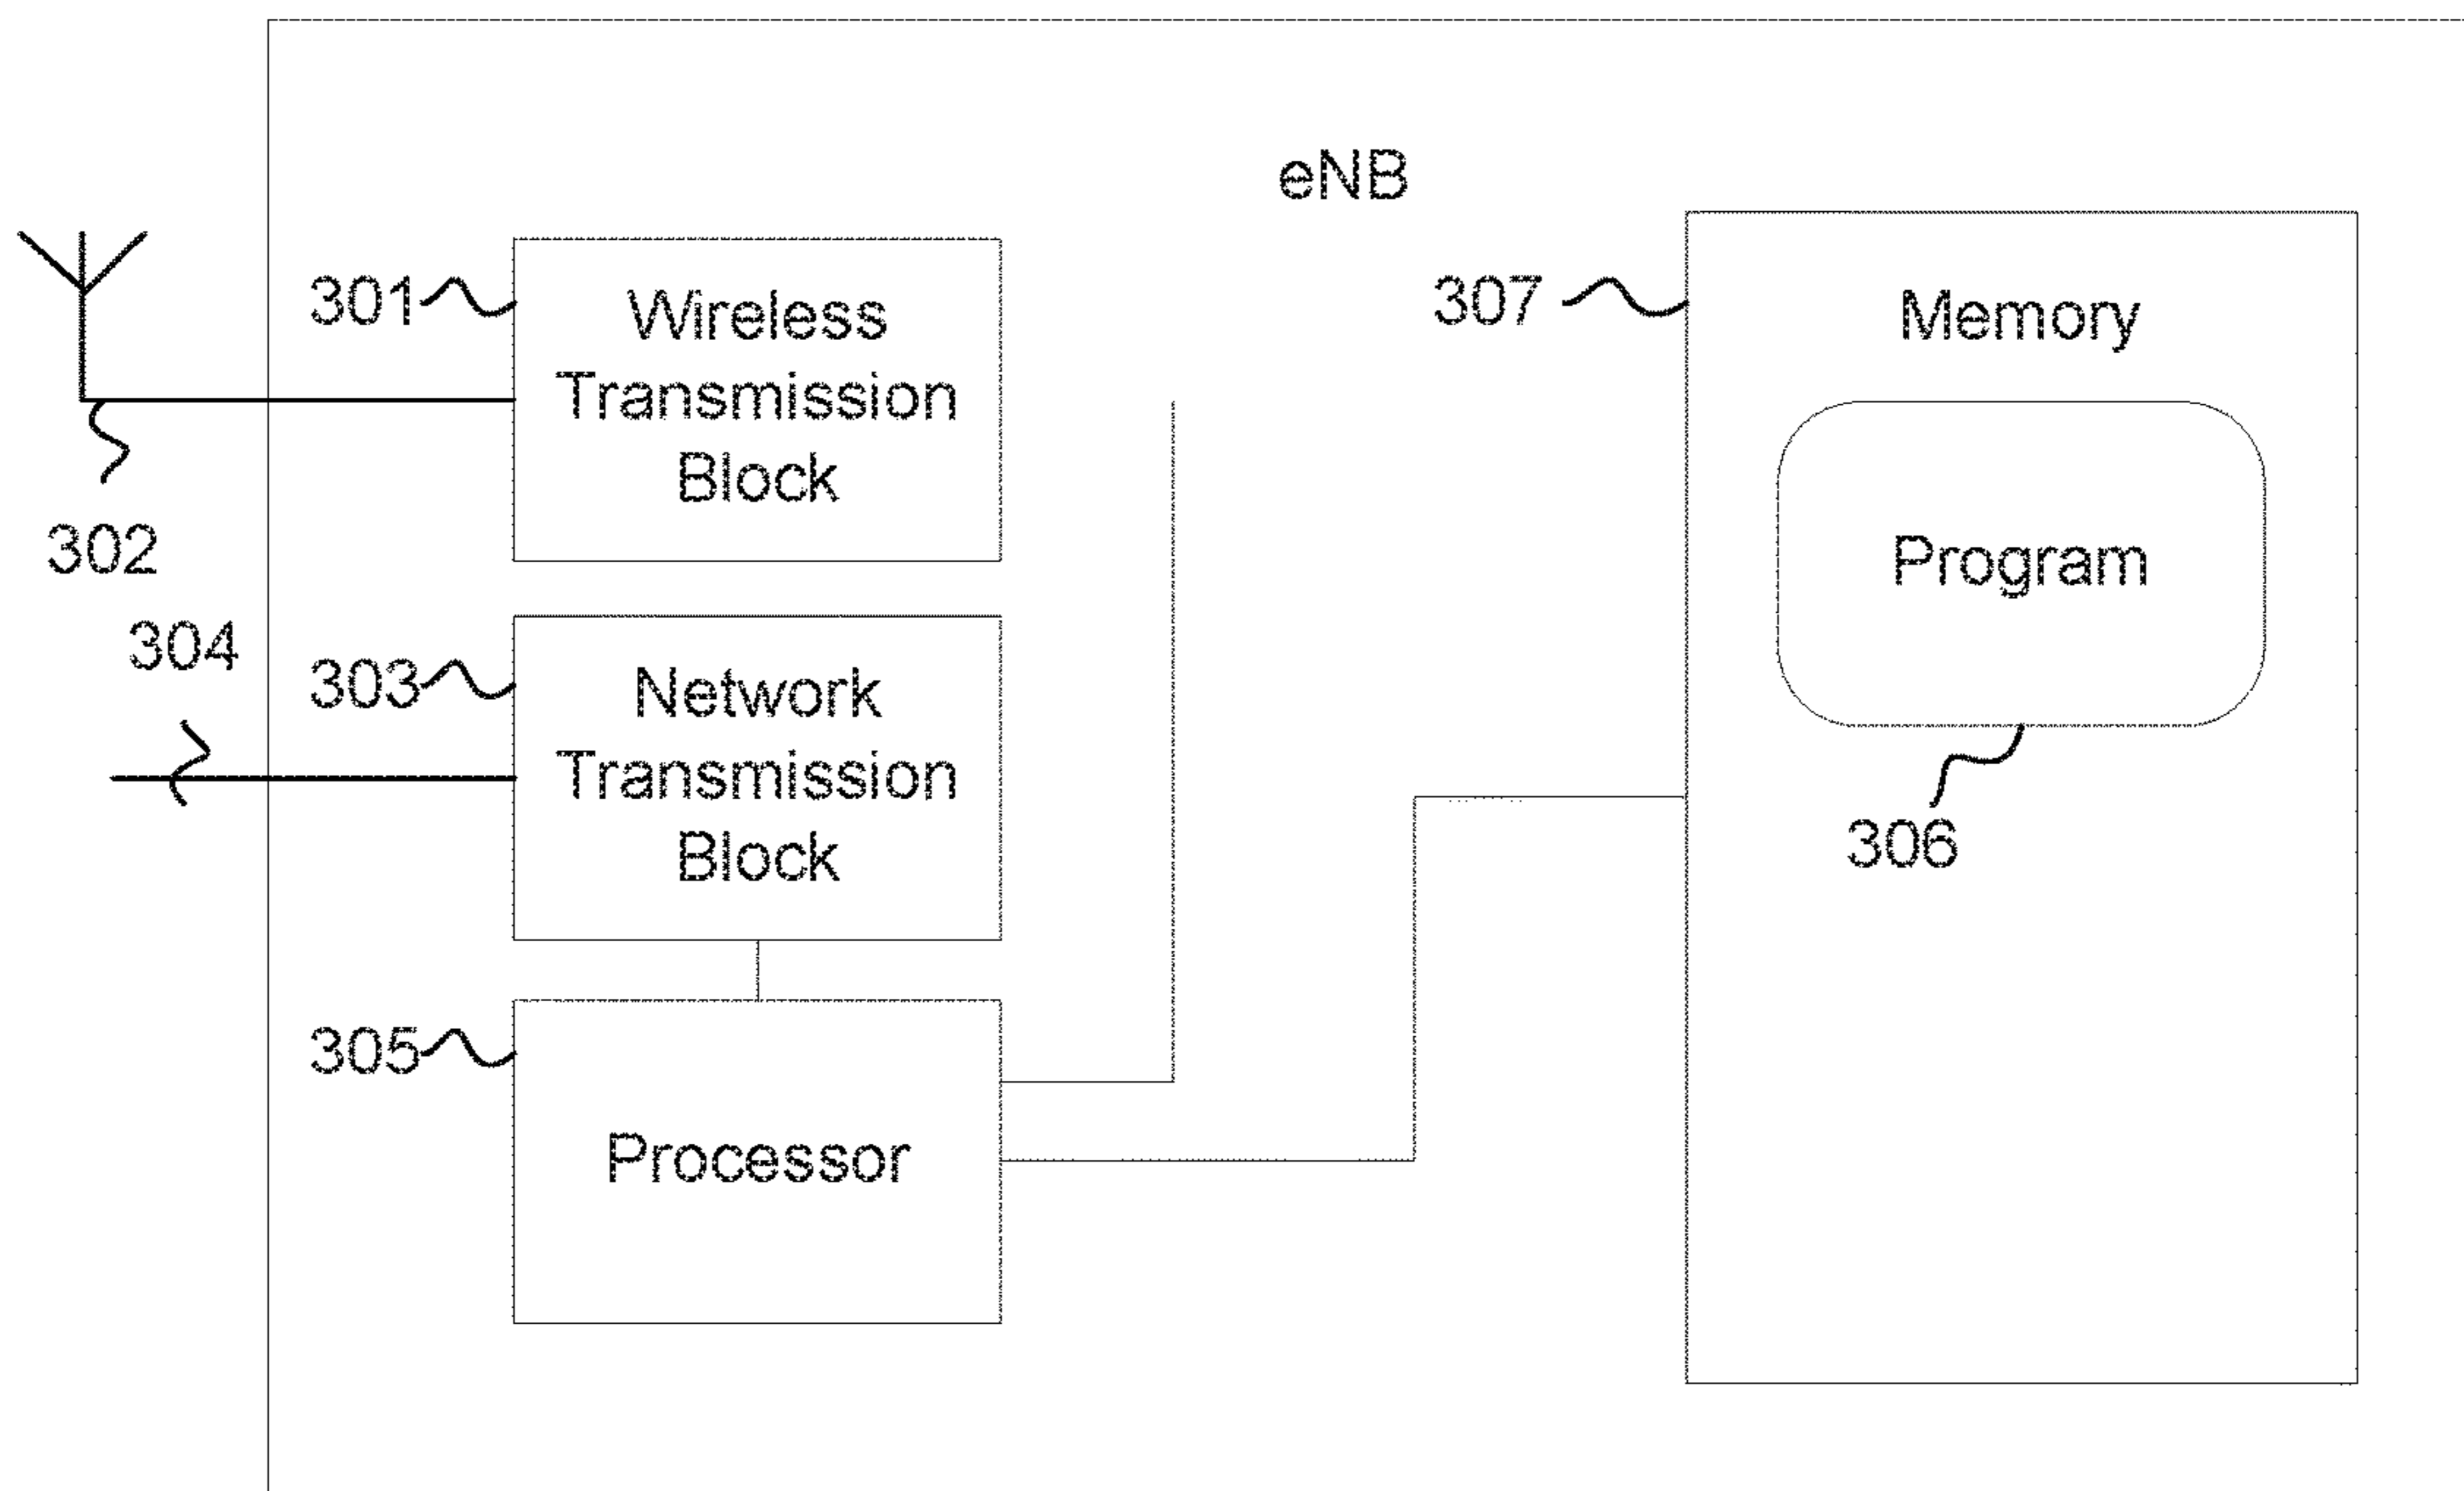 eNB
301
Wireless
Transmission
Block
302
304
303
Network
Transmission
Block
305
Processor
307
Memory
Program
306